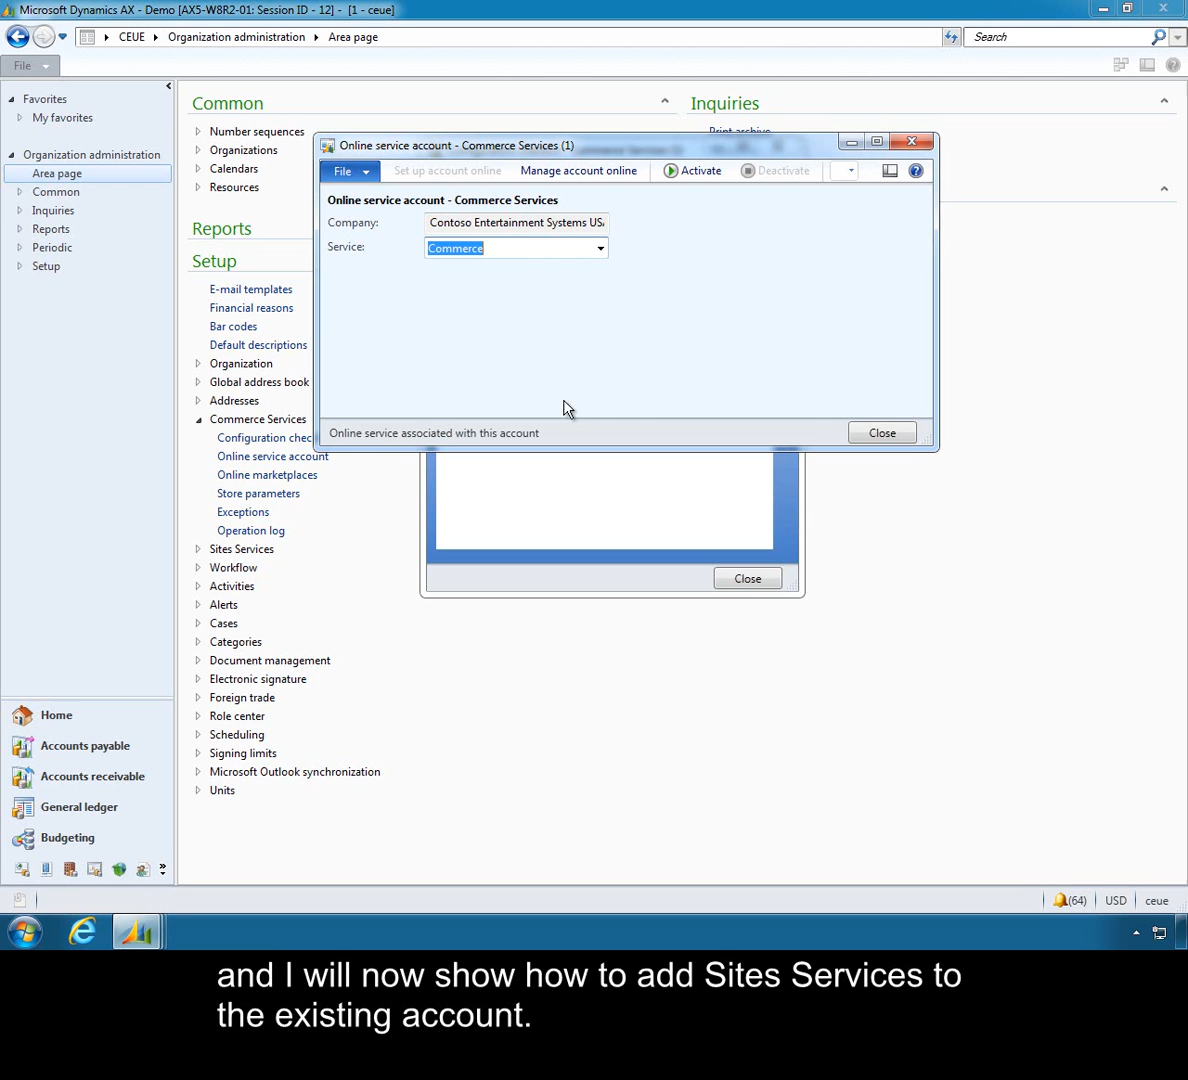 Microsoft Dynamics AX - Demo [AX5-W8R2-01: Session ID - 12] - [1 - ceue]
CEUE
Organization administration
Area page
Search
File
Favorites
My favorites
Organization administration
Area page
Common
Inquiries
Reports
Periodic
Setup
Home
Accounts payable
Accounts receivable
General ledger
Budgeting
Common
Number sequences
Organizations
Calendars
Resources
Reports
Setup
E-mail templates
Financial reasons
Bar codes
Default descriptions
Organization
Global address book
Addresses
Commerce Services
Configuration chec
Online service account
Online marketplaces
Store parameters
Exceptions
Operation log
Sites Services
Workflow
Activities
Alerts
Cases
Categories
Document management
Electronic signature
Foreign trade
Role center
Scheduling
Signing limits
Microsoft Outlook synchronization
Units
Inquiries
Print archive
Online service account - Commerce Services (1)
File
Set up account online
Manage account online
Activate
Deactivate
Online service account - Commerce Services
Company: Contoso Entertainment Systems US
Service: Commerce
Online service associated with this account
Close
Close
(64)
USD
ceue
and I will now show how to add Sites Services to
the existing account.